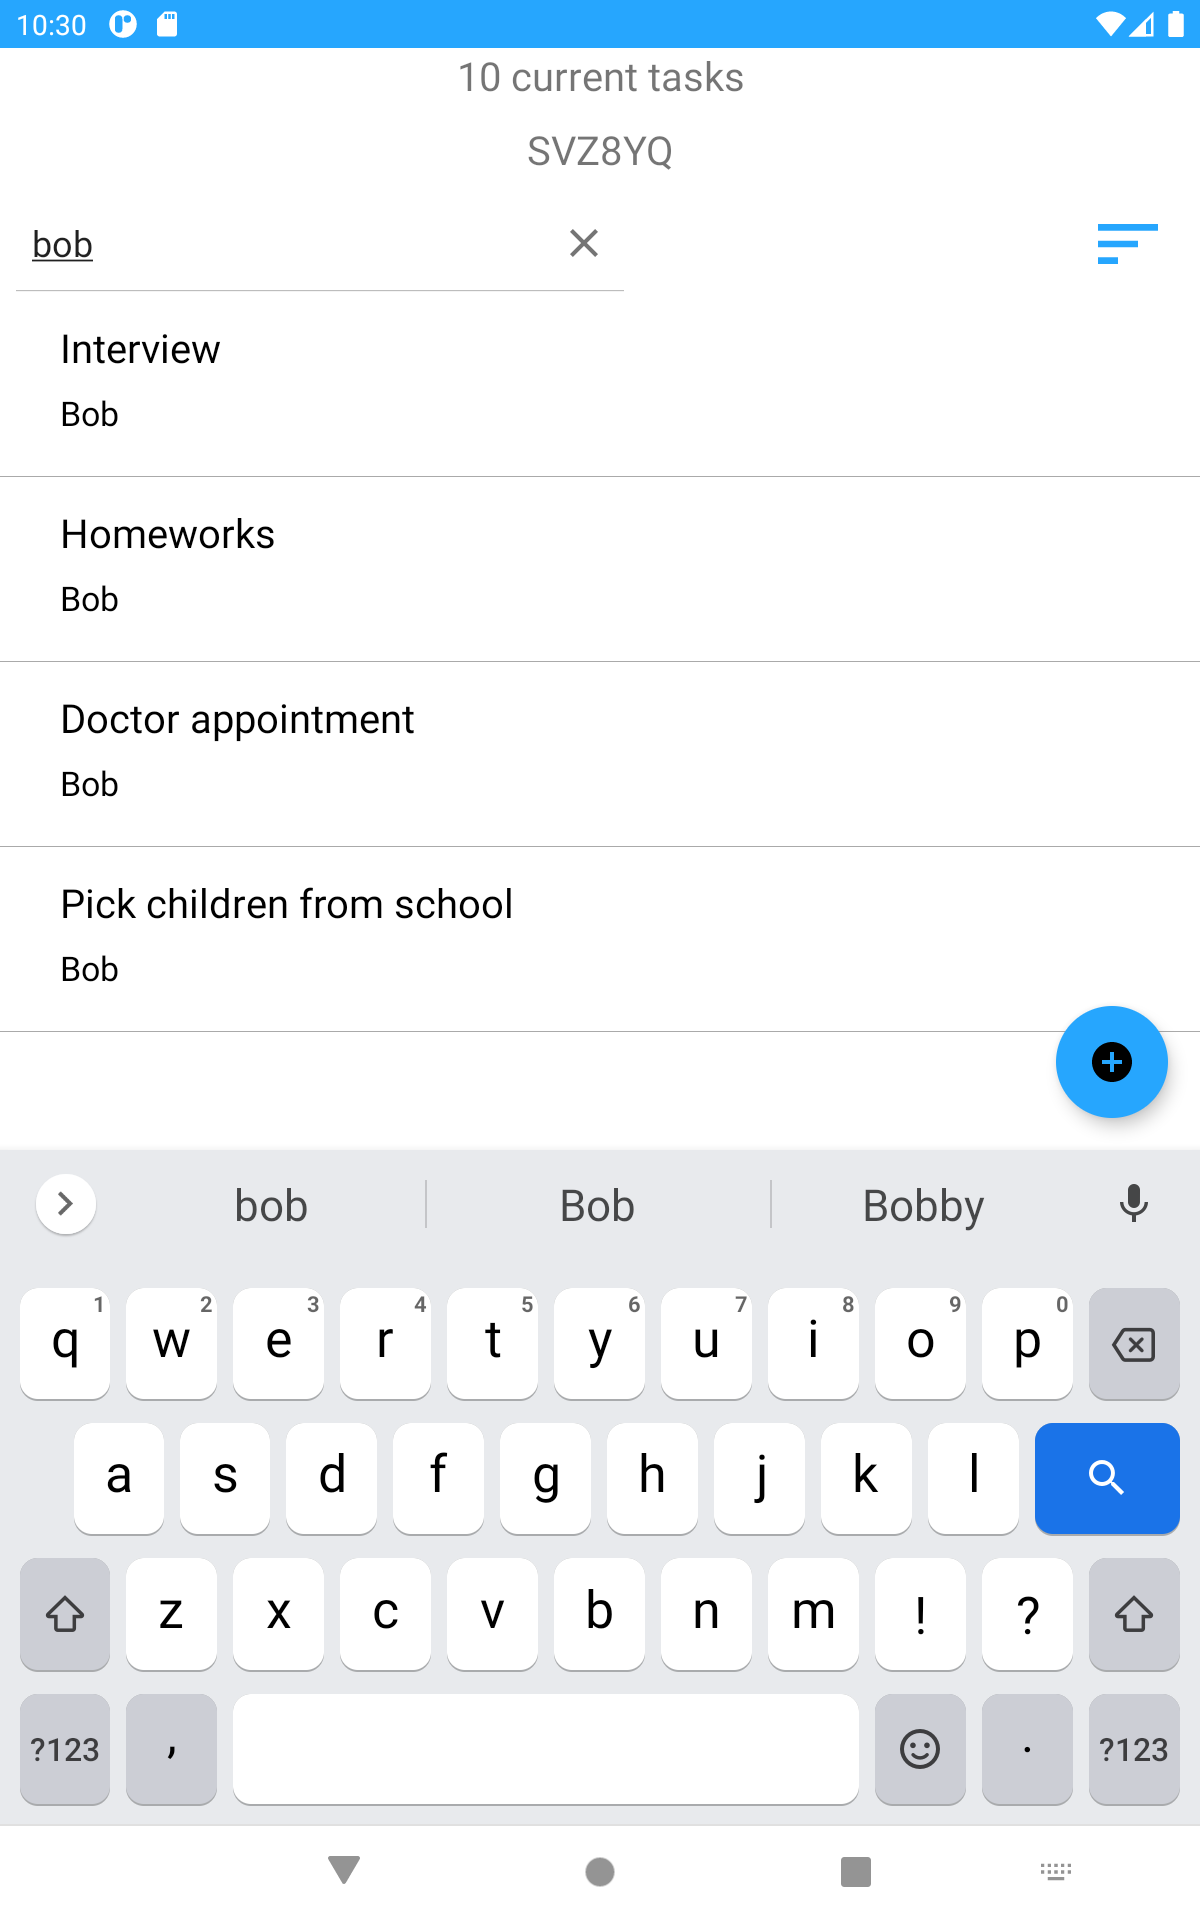 10:30
10 current tasks
SVZ8YQ
bob
Interview
Bob
Homeworks
Bob
Doctor appointment
Bob
Pick children from school
Bob
bob Bob Bobby
q 1 w 2 e 3 r 4 t 5 y 6 u 7 i 8 o 9 p 0
a s d f g h j k l
z x c v b n m ! ?
?123 , . ?123